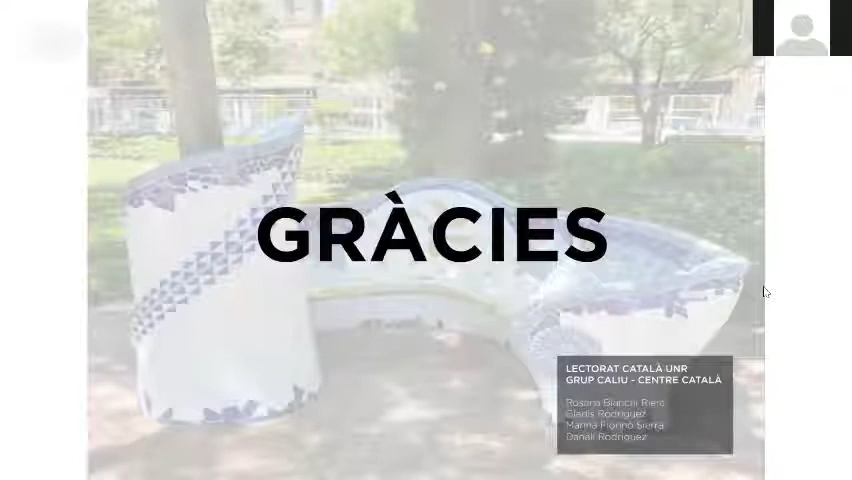 GRÀCIES
LECTORAT CATALÀ UNR
GRUP CALIU - CENTRE CATALÀ
Rosana Bianchi Riera
Gladis Rodríguez
Marina Fiorino Sierra
Danali Rodríguez